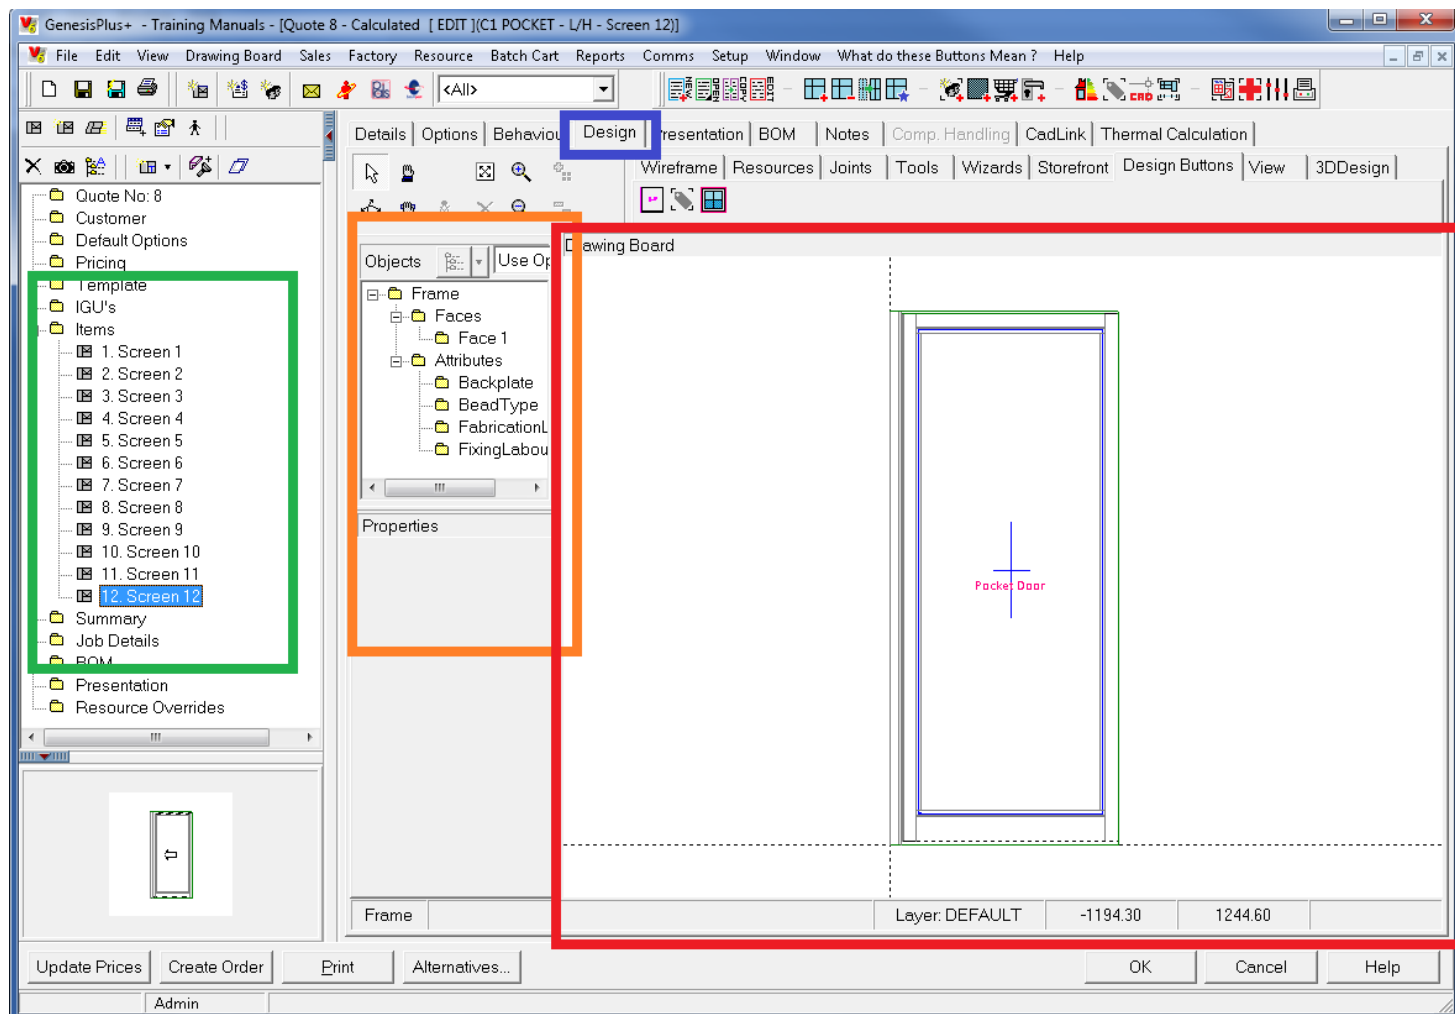 GenesisPlus+ - Training Manuals - [Quote 8 - Calculated [ EDIT ](C1 POCKET - L/H - Screen 12)]
File Edit View Drawing Board Sales Factory Resource Batch Cart Reports Comms Setup Window What do these Buttons Mean ? Help
<All>
Details Options Behaviou Design resentation BOM Notes Comp. Handling CadLink Thermal Calculation
Wireframe Resources Joints Tools Wizards Storefront Design Buttons View 3DDesign
Quote No: 8
Customer
Default Options
Pricing
Template
IGU's
Items
1. Screen 1
2. Screen 2
3. Screen 3
4. Screen 4
5. Screen 5
6. Screen 6
7. Screen 7
8. Screen 8
9. Screen 9
10. Screen 10
11. Screen 11
12. Screen 12
Summary
Job Details
BOM
Presentation
Resource Overrides
Objects Use Op
Frame
Faces
Face 1
Attributes
Backplate
BeadType
FabricationL
FixingLabou
Properties
Drawing Board
Pocket Door
Frame Layer: DEFAULT -1194.30 1244.60
Update Prices Create Order Print Alternatives... OK Cancel Help
Admin